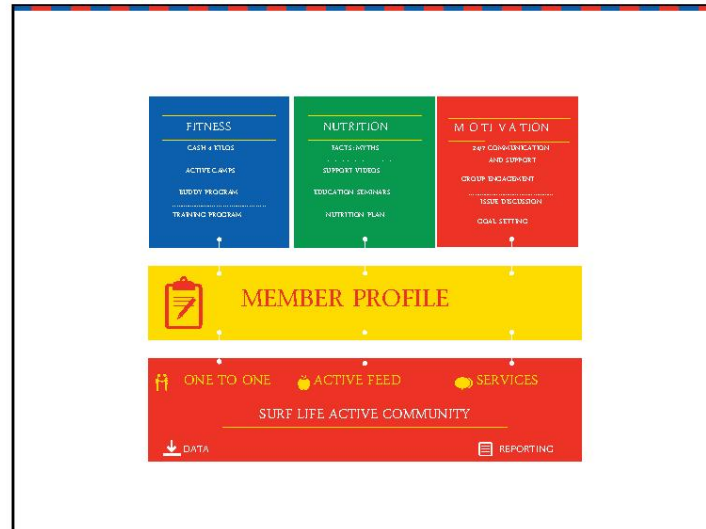 FITNESS
CASH 4 KILOS
ACTIVE CAMPS
BUDDY PROGRAM
TRAINING PROGRAM
NUTRITION
FACTS: MYTHS
SUPPORT VIDEOS
EDUCATION SEMINARS
NUTRITION PLAN
MOTIVATION
24/7 COMMUNICATION
AND SUPPORT
GROUP ENGAGEMENT
ISSUE DISCUSSION
GOAL SETTING
MEMBER PROFILE
ONE TO ONE
ACTIVE FEED
SERVICES
SURF LIFE ACTIVE COMMUNITY
DATA
REPORTING